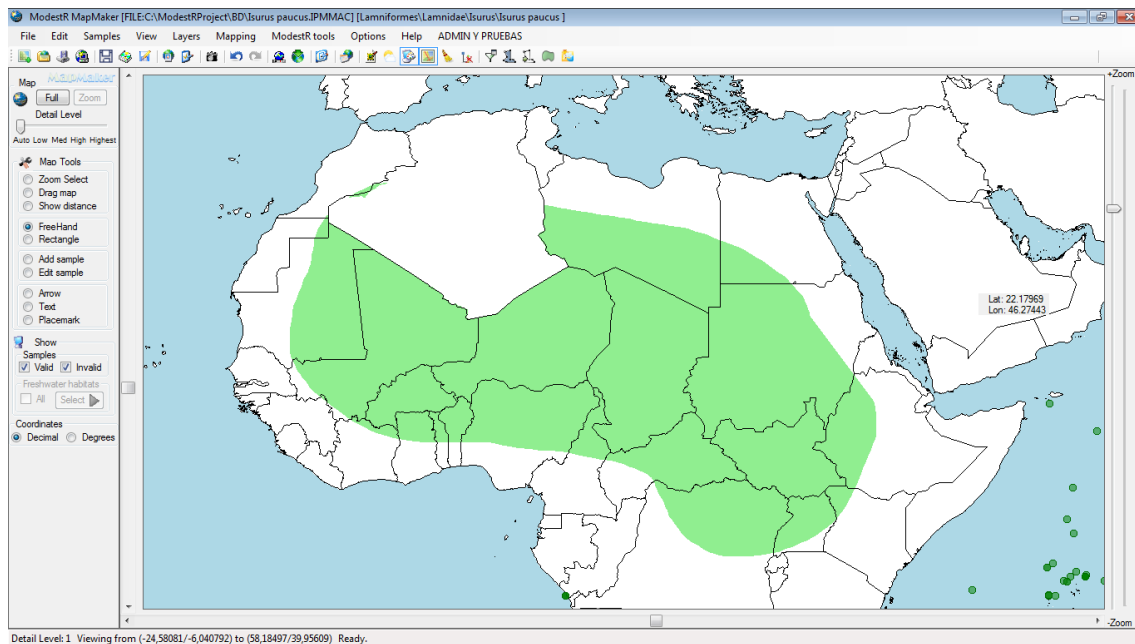 ModestR MapMaker [FILE:C:\ModestRProject\BD\Isurus paucus.IPMMAC] [Lamniformes\Lamnidae\Isurus\Isurus paucus ]
File Edit Samples View Layers Mapping ModestR tools Options Help ADMIN Y PRUEBAS
Map MapMaker
Full Zoom
Detail Level
Auto Low Med High Highest
Map Tools
Zoom Select
Drag map
Show distance
FreeHand
Rectangle
Add sample
Edit sample
Arrow
Text
Placemark
Show
Samples
Valid Invalid
Freshwater habitats
All Select
Coordinates
Decimal Degrees
+Zoom
Lat: 22.17969
Lon: 46.27443
-Zoom
Detail Level: 1 Viewing from (-24,58081/-6,040792) to (58,18497/39,95609) Ready.